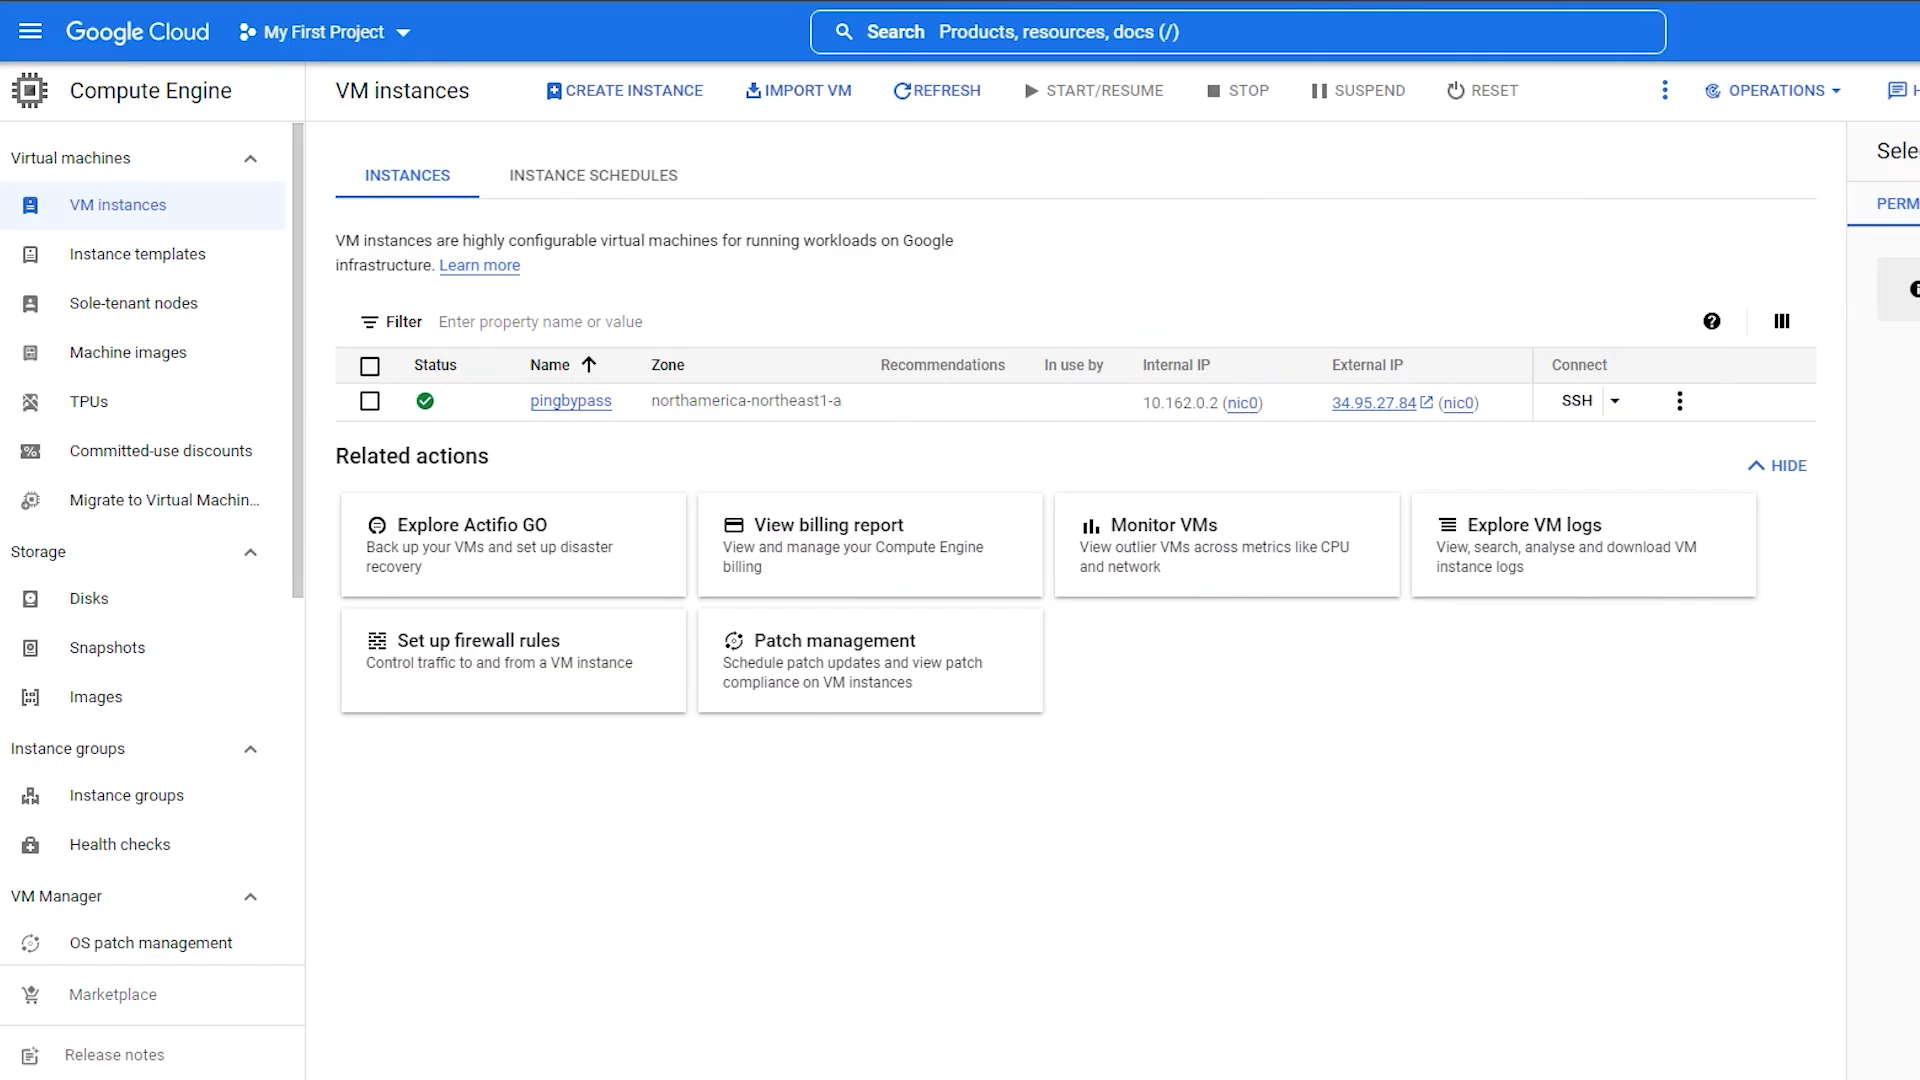 Google Cloud
My First Project
Search Products, resources, docs (/)
Compute Engine
VM instances
CREATE INSTANCE
IMPORT VM
REFRESH
START/RESUME
STOP
SUSPEND
RESET
OPERATIONS
H
Virtual machines
VM instances
Instance templates
Sole-tenant nodes
Machine images
TPUs
Committed-use discounts
Migrate to Virtual Machin...
Storage
Disks
Snapshots
Images
Instance groups
Instance groups
Health checks
VM Manager
OS patch management
Marketplace
Release notes
INSTANCES
INSTANCE SCHEDULES
VM instances are highly configurable virtual machines for running workloads on Google
infrastructure. Learn more
Filter Enter property name or value
Status Name Zone Recommendations In use by Internal IP External IP Connect
pingbypass northamerica-northeast1-a 10.162.0.2 (nic0) 34.95.27.84 (nic0) SSH
Related actions
HIDE
Explore Actifio GO
Back up your VMs and set up disaster
recovery
View billing report
View and manage your Compute Engine
billing
Monitor VMs
View outlier VMs across metrics like CPU
and network
Explore VM logs
View, search, analyse and download VM
instance logs
Set up firewall rules
Control traffic to and from a VM instance
Patch management
Schedule patch updates and view patch
compliance on VM instances
Sele
PERM